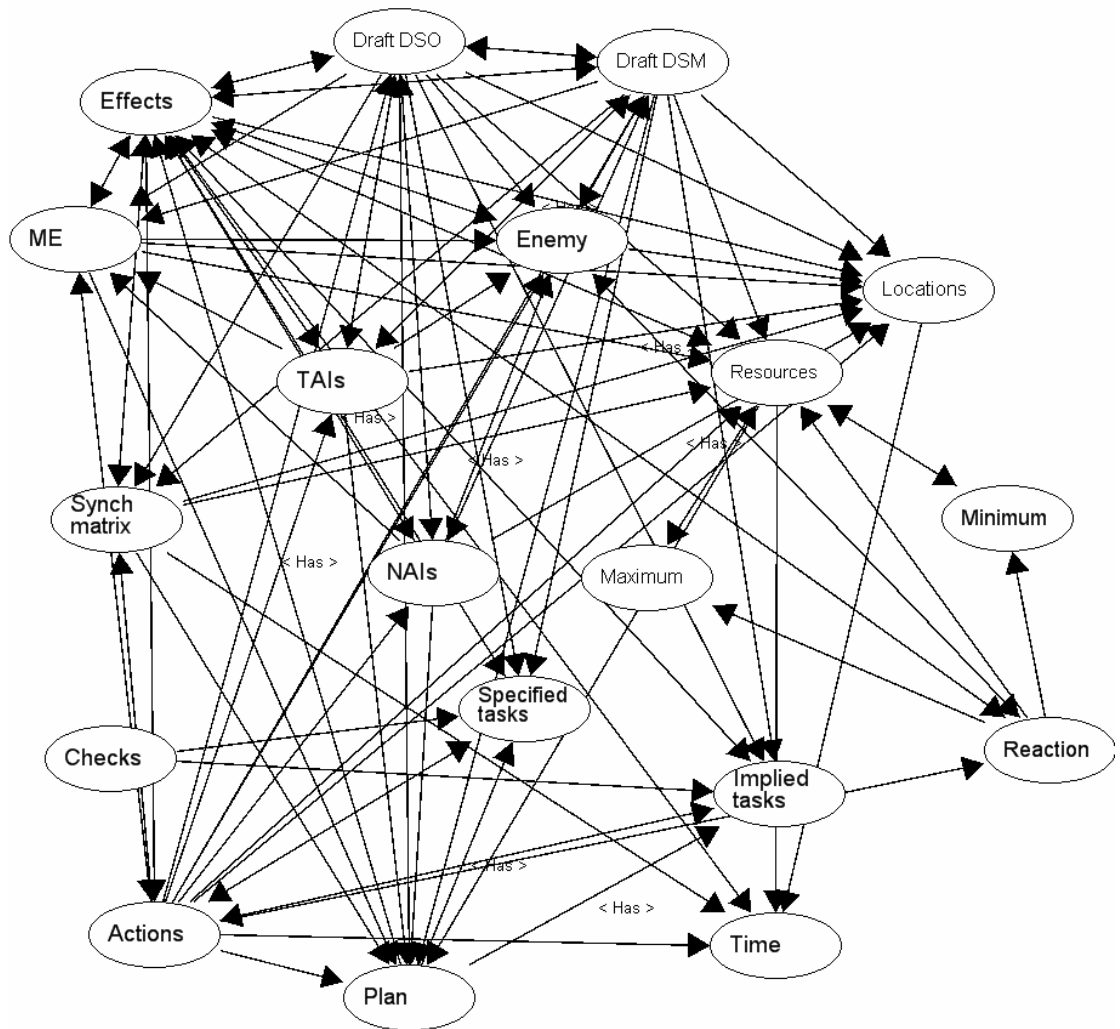 Draft DSO
Draft DSM
Effects
ME
Enemy
Locations
< Has >
TAIs
Resources
< Has >
< Has >
< Has >
Synch
matrix
Minimum
< Has >
NAIs
Maximum
Specified
tasks
Checks
Reaction
Implied
tasks
< Has >
< Has >
Actions
Time
Plan